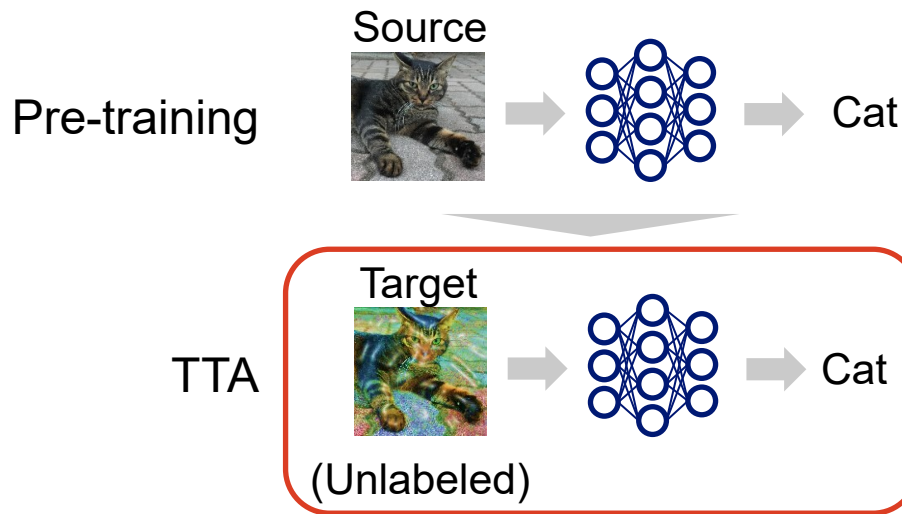 Source
Pre-training
Cat
Target
TTA
Cat
(Unlabeled)